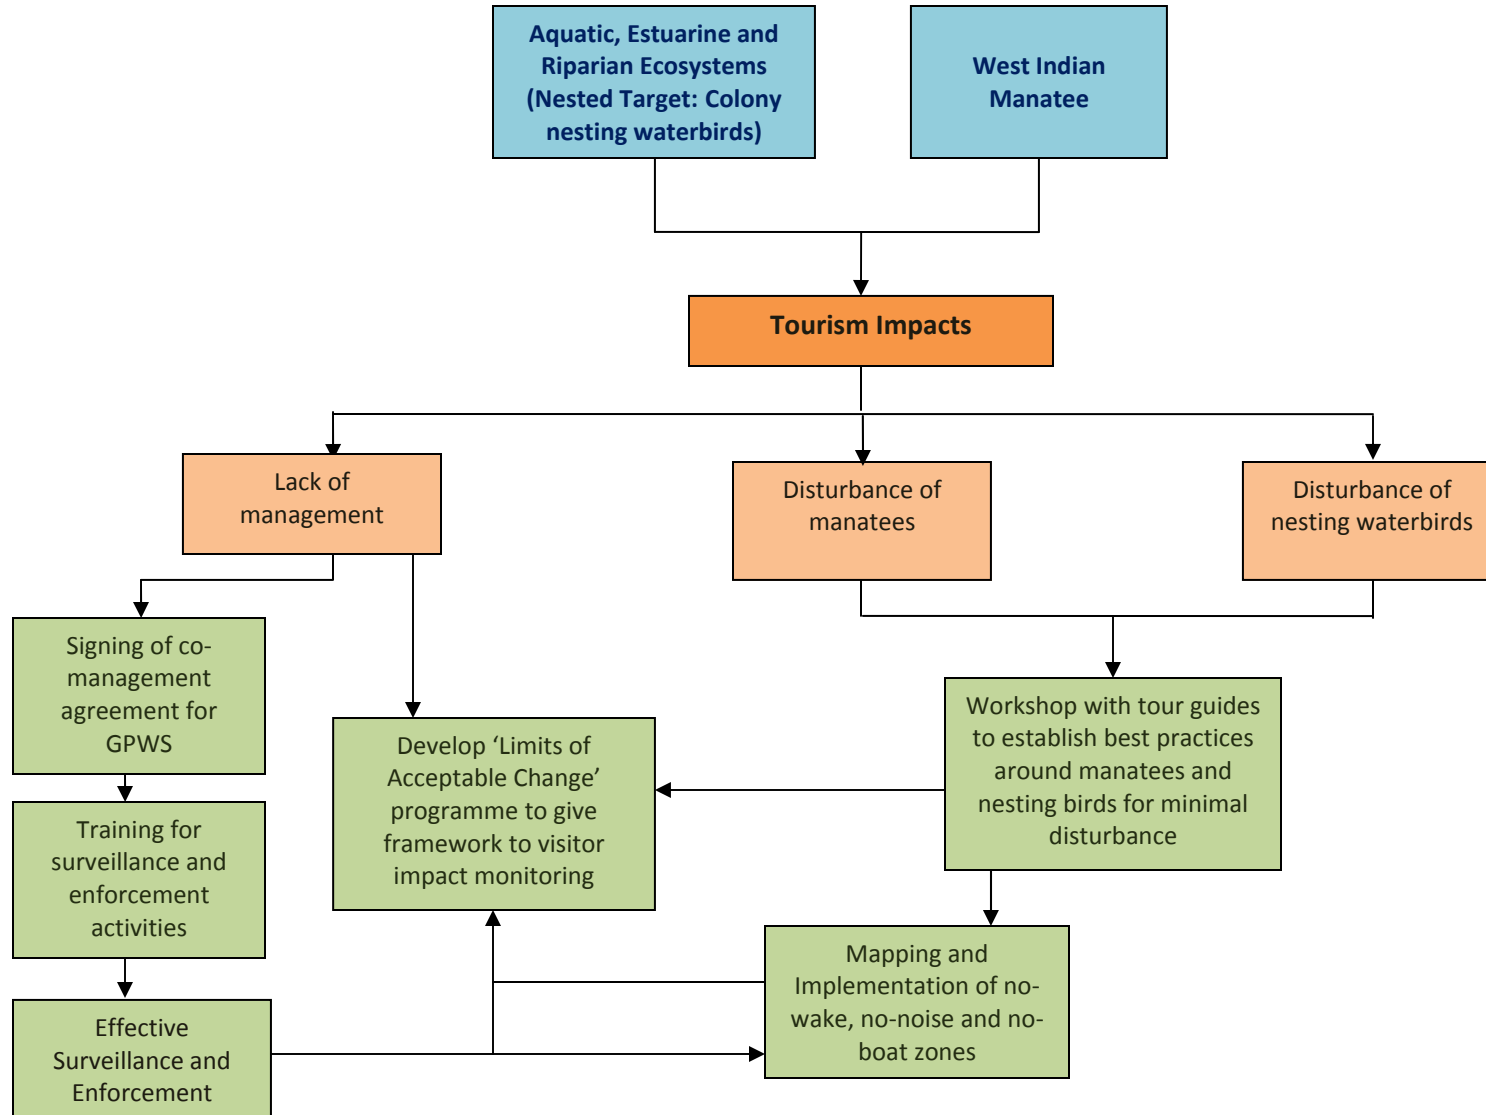 Aquatic, Estuarine and
Riparian Ecosystems
(Nested Target: Colony
nesting waterbirds)
West Indian
Manatee
Tourism Impacts
Lack of
management
Disturbance of
manatees
Disturbance of
nesting waterbirds
Signing of co-
management
agreement for
GPWS
Training for
surveillance and
enforcement
activities
Effective
Surveillance and
Enforcement
Develop ‘Limits of
Acceptable Change’
programme to give
framework to visitor
impact monitoring
Workshop with tour guides
to establish best practices
around manatees and
nesting birds for minimal
disturbance
Mapping and
Implementation of no-
wake, no-noise and no-
boat zones